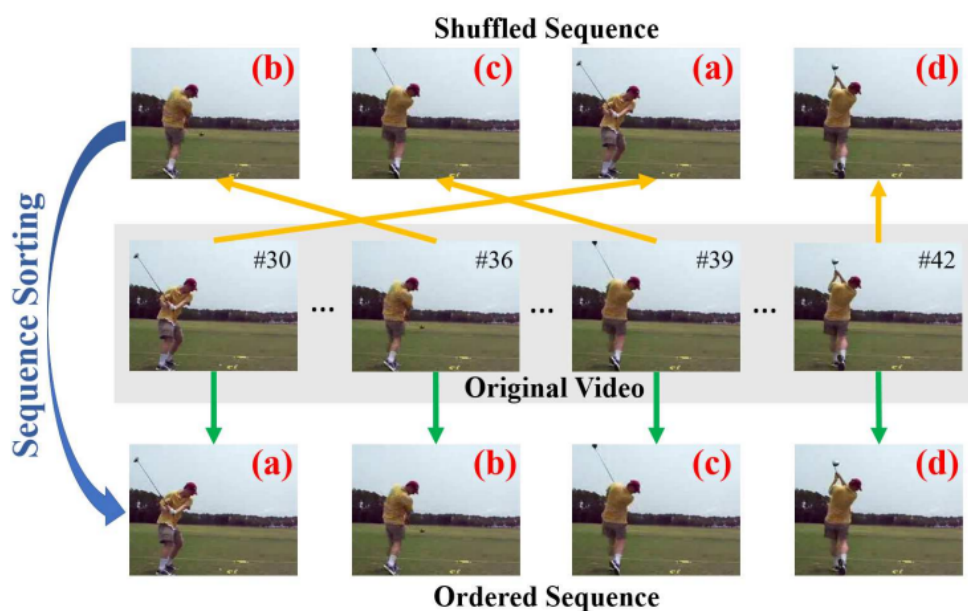 Shuffled Sequence
(b) (c) (a) (d)
Sequence Sorting
#30 ... #36 ... #39 ... #42
Original Video
(a) (b) (c) (d)
Ordered Sequence